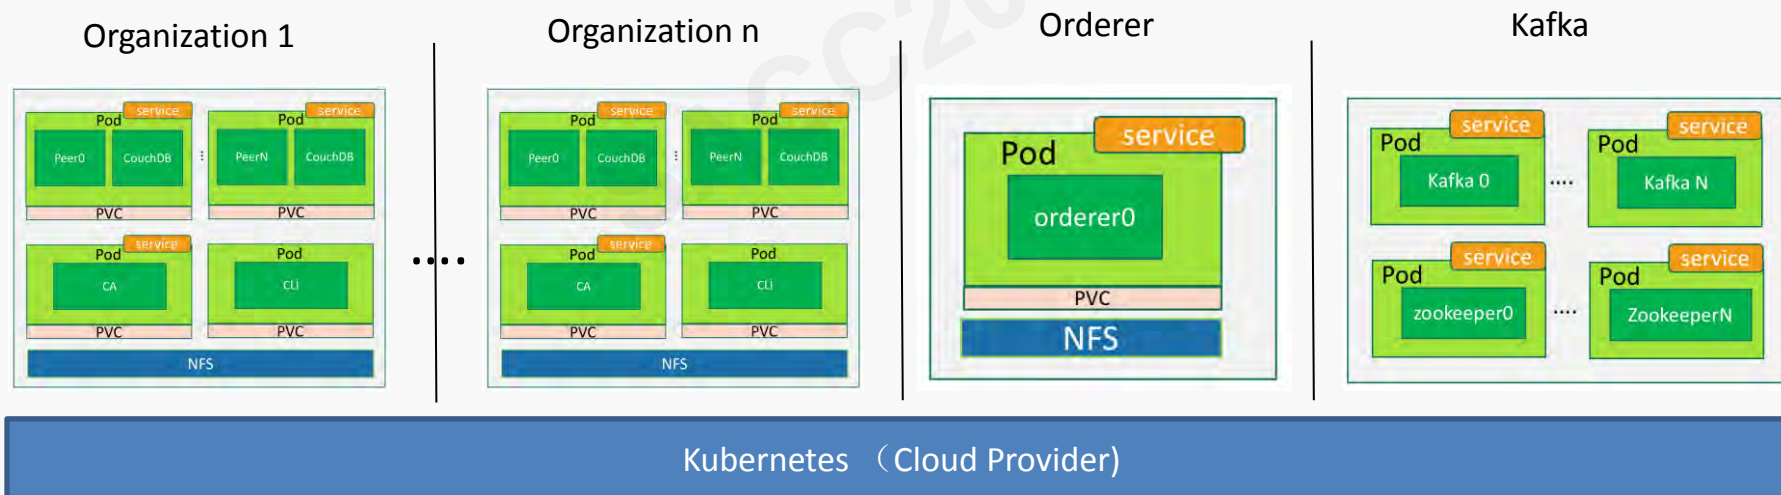 Organization 1
Organization n
Orderer
Kafka
service
Pod
Peer0
CouchDB
PVC
service
Pod
PeerN
CouchDB
PVC
service
Pod
CA
PVC
Pod
CLi
PVC
NFS
....
service
Pod
Peer0
CouchDB
PVC
service
Pod
PeerN
CouchDB
PVC
service
Pod
CA
PVC
Pod
CLi
PVC
NFS
service
Pod
orderer0
PVC
NFS
service
Pod
Kafka 0
....
service
Pod
Kafka N
service
Pod
zookeeper0
....
service
Pod
ZookeeperN
Kubernetes （Cloud Provider)